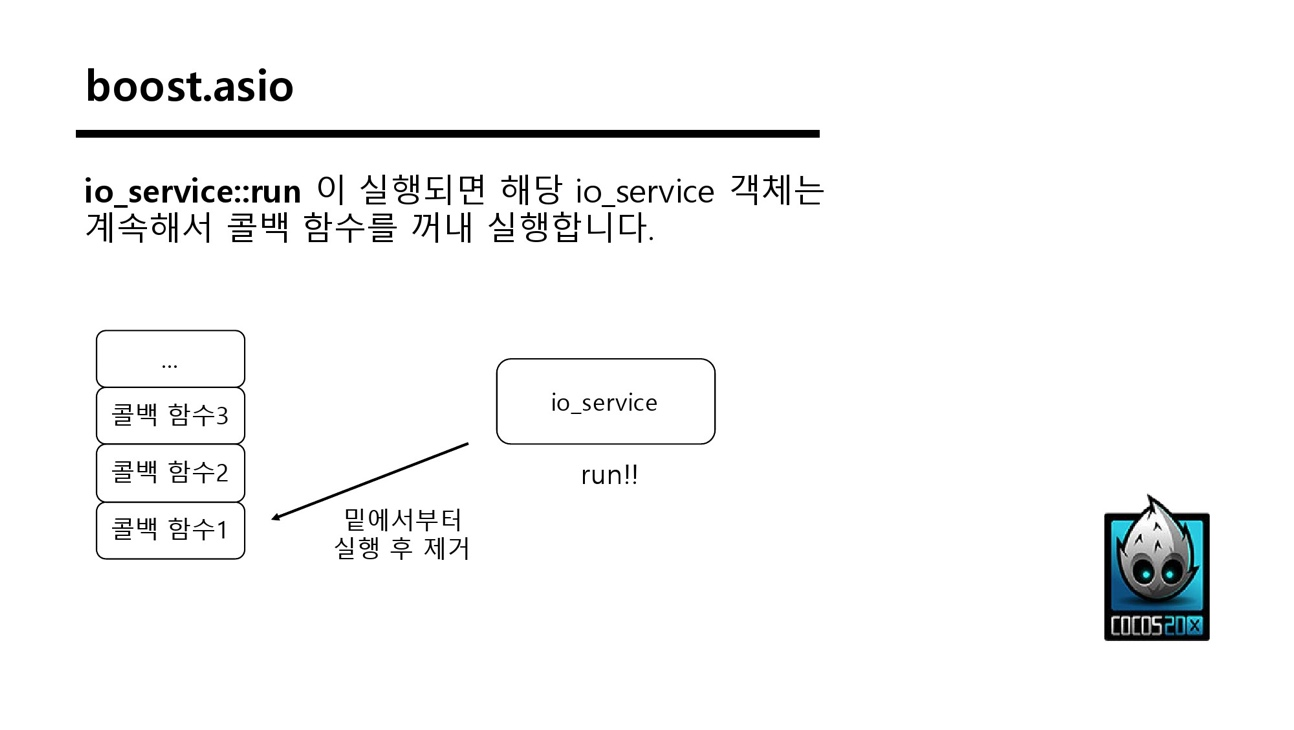 boost.asio
io_service::run 이 실행되면 해당 io_service 객체는
계속해서 콜백 함수를 꺼내 실행합니다.
...
콜백 함수3
콜백 함수2
콜백 함수1
io_service
run!!
밑에서부터
실행 후 제거
COCOS2DX